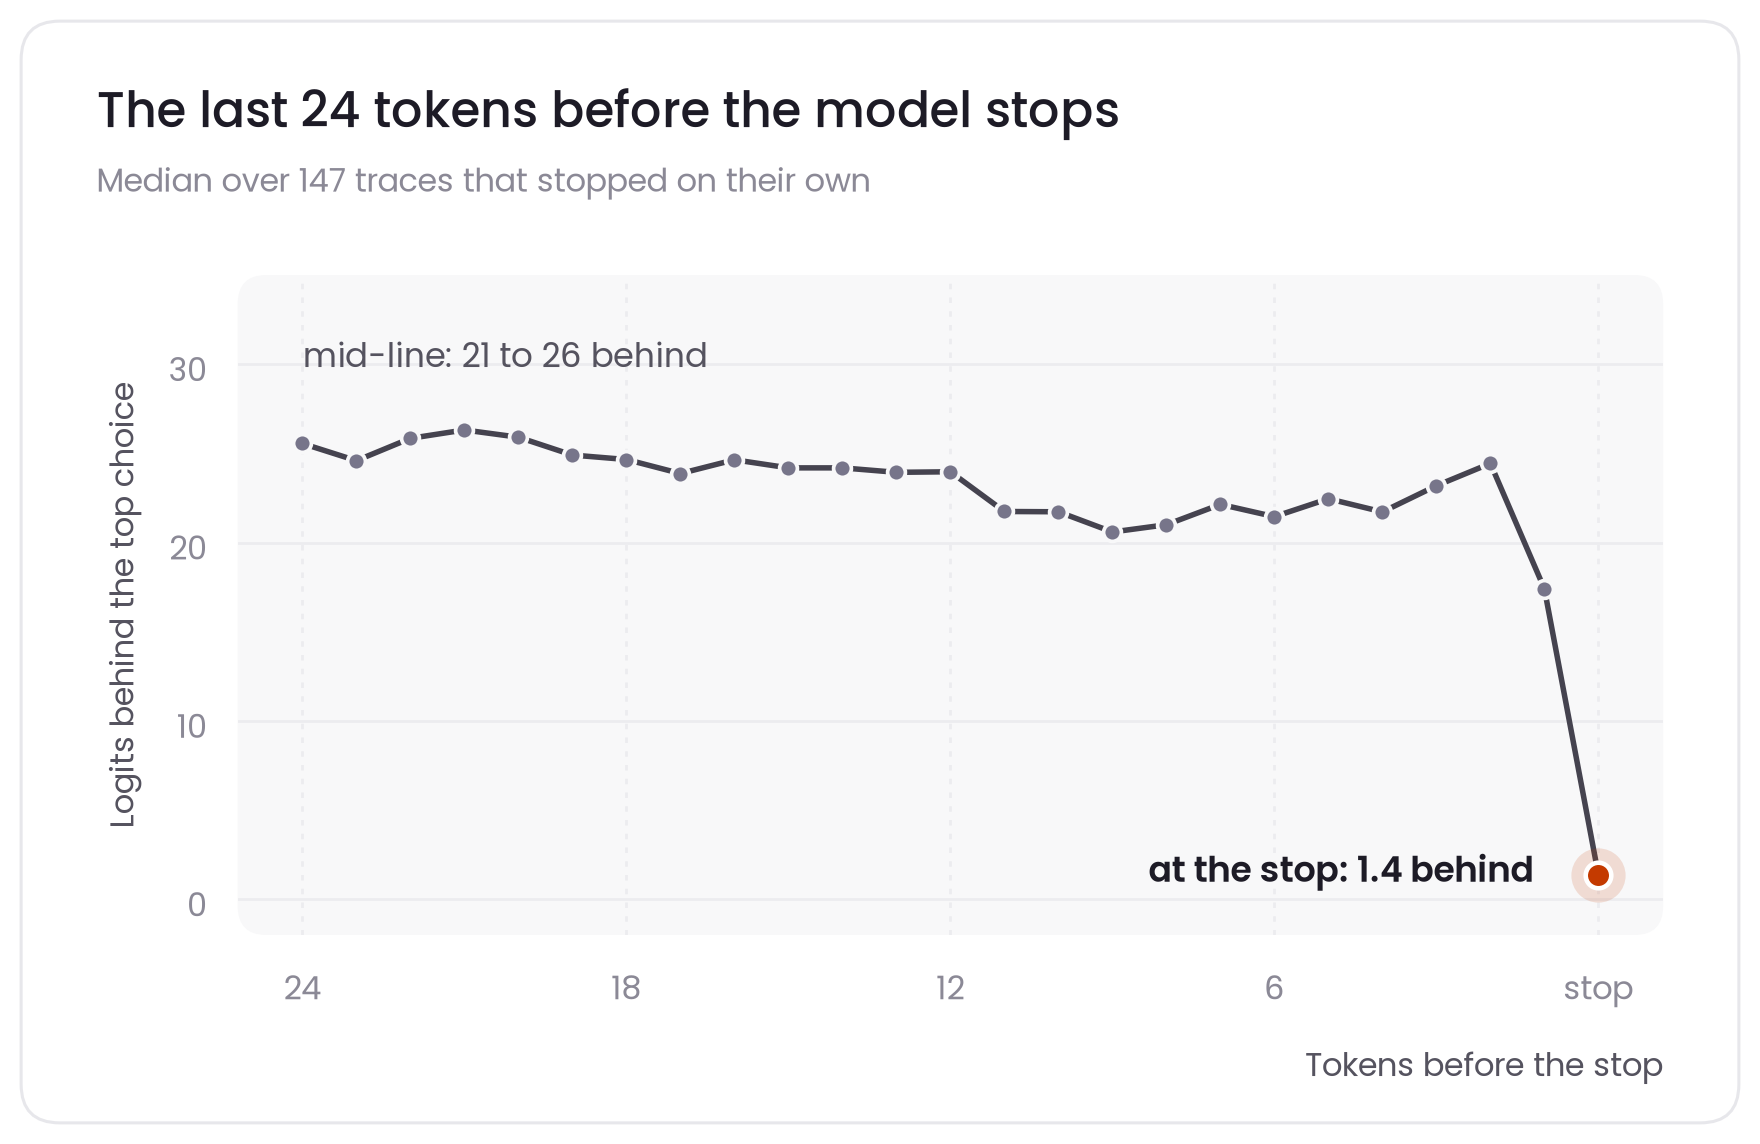 The last 24 tokens before the model stops
Median over 147 traces that stopped on their own
mid-line: 21 to 26 behind
30
20
10
0
Logits behind the top choice
at the stop: 1.4 behind
24
18
12
6
stop
Tokens before the stop